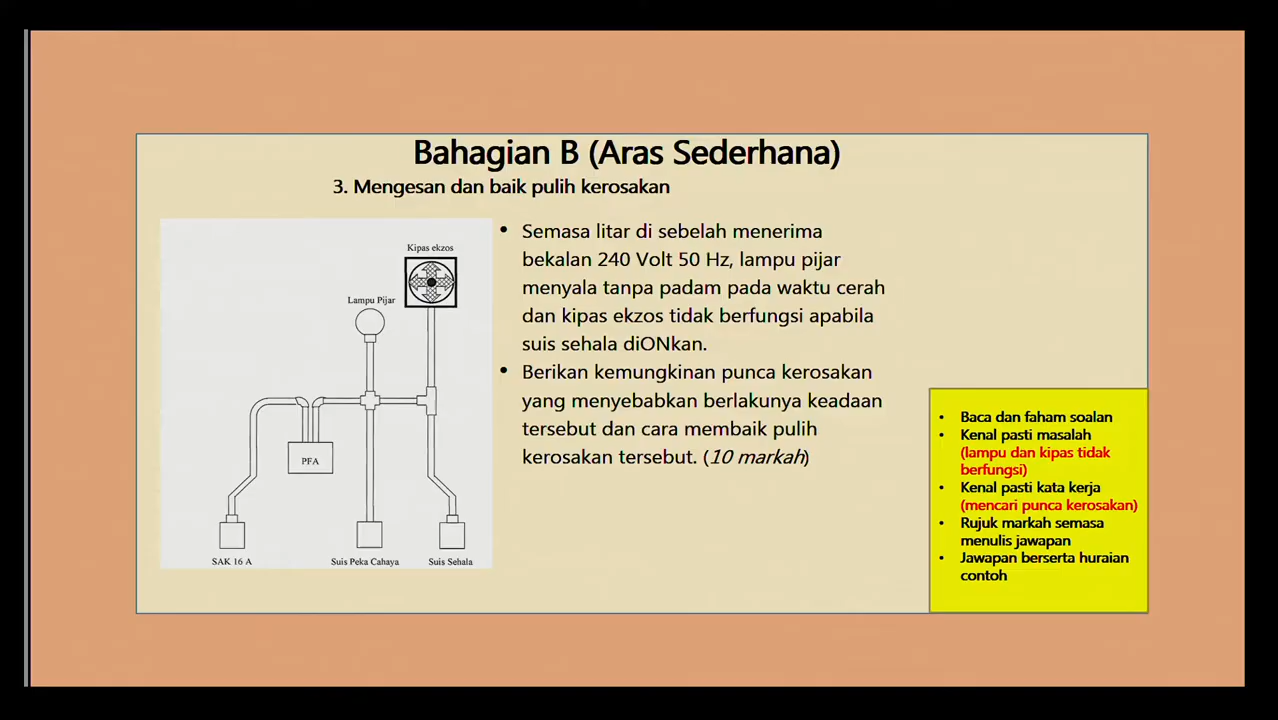 Bahagian B (Aras Sederhana)
3. Mengesan dan baik pulih kerosakan
Kipas ekzos
Lampu Pijar
PFA
SAK 16 A
Suis Peka Cahaya
Suis Sehala
• Semasa litar di sebelah menerima
bekalan 240 Volt 50 Hz, lampu pijar
menyala tanpa padam pada waktu cerah
dan kipas ekzos tidak berfungsi apabila
suis sehala diONkan.
• Berikan kemungkinan punca kerosakan
yang menyebabkan berlakunya keadaan
tersebut dan cara membaik pulih
kerosakan tersebut. (10 markah)
• Baca dan faham soalan
• Kenal pasti masalah
(lampu dan kipas tidak
berfungsi)
• Kenal pasti kata kerja
(mencari punca kerosakan)
• Rujuk markah semasa
menulis jawapan
• Jawapan berserta huraian
contoh